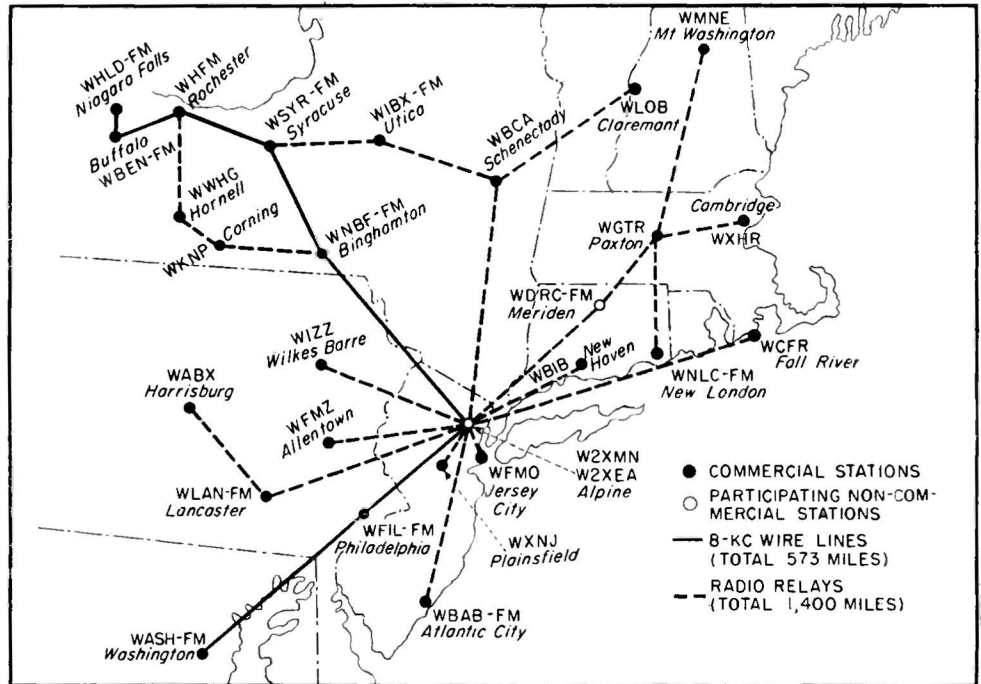 WMNE
Mt Washington
WHLD-FM
Niagara Falls
WHFM
Rochester
WSYR-FM
Syracuse
WIBX-FM
Utica
WBCA
Schenectady
WLOB
Claremont
Buffalo
WBEN-FM
WWHG
Hornell
WKNP
Corning
WNBF-FM
Binghamton
Cambridge
WXHR
WGTR
Paxton
WDRC-FM
Meriden
WIZZ
Wilkes Barre
WBIB
New
Haven
WCFR
Fall River
WNLC-FM
New London
WABX
Harrisburg
WFMZ
Allentown
WLAN-FM
Lancaster
WFMO
Jersey
City
W2XMN
W2XEA
Alpine
WFIL-FM
Philadelphia
WXNJ
Plainsfield
WBAB-FM
Atlantic City
WASH-FM
Washington
COMMERCIAL STATIONS
PARTICIPATING NON-COM-
MERCIAL STATIONS
8-KC WIRE LINES
(TOTAL 573 MILES)
RADIO RELAYS
(TOTAL 1,400 MILES)